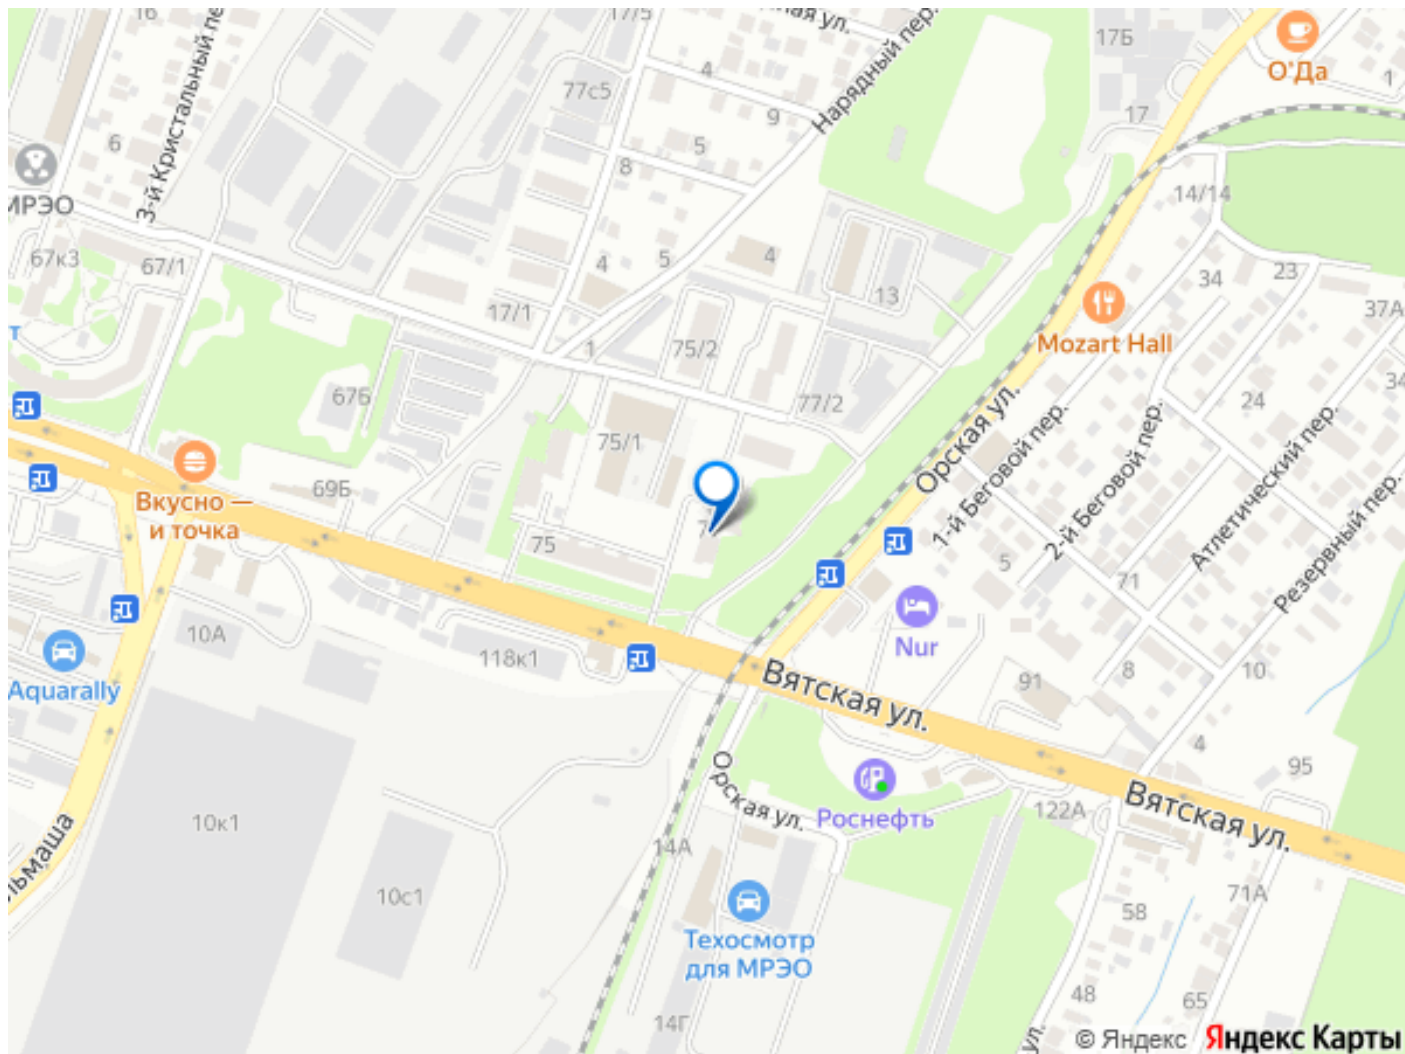 16
17/5
ная ул.
Нарядный пер.
17Б
О'Да
1
3-й Кристальный пе
77с5
4
9
17
6
5
8
МРЭО
14/14
67к3
67/1
4
5
4
13
34
23
37А
17/1
Mozart Hall
т
1
75/2
34
67Б
77/2
24
Орская ул.
1-й Беговой пер.
2-й Беговой пер.
Атлетический пер.
Резервный пер.
75/1
69Б
Вкусно —
и точка
75
7
5
71
Nur
10А
118к1
Aquarally
8
10
91
Вятская ул.
4
95
Орская ул.
Роснефть
122А
Вятская ул.
10к1
льмаша
14А
10с1
71А
58
Техосмотр
для МРЭО
48
65
14Г
ул.
© Яндекс Яндекс Карты